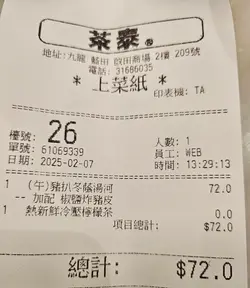 茶泰®
地址:九龍 藍田 啟田商場 2樓 209號
電話: 31686035
* 上菜紙 *
印表機: TA
檯號: 26
單號: 61069339
日期: 2025-02-07
人數: 1
員工: WEB
時間: 13:29:13
1 (午)豬扒冬蔭湯河 72.0
-- 加配 椒鹽炸豬皮
1 熱新鮮冷壓檸檬茶 0.0
項目總計: $72.0
總計: $72.0